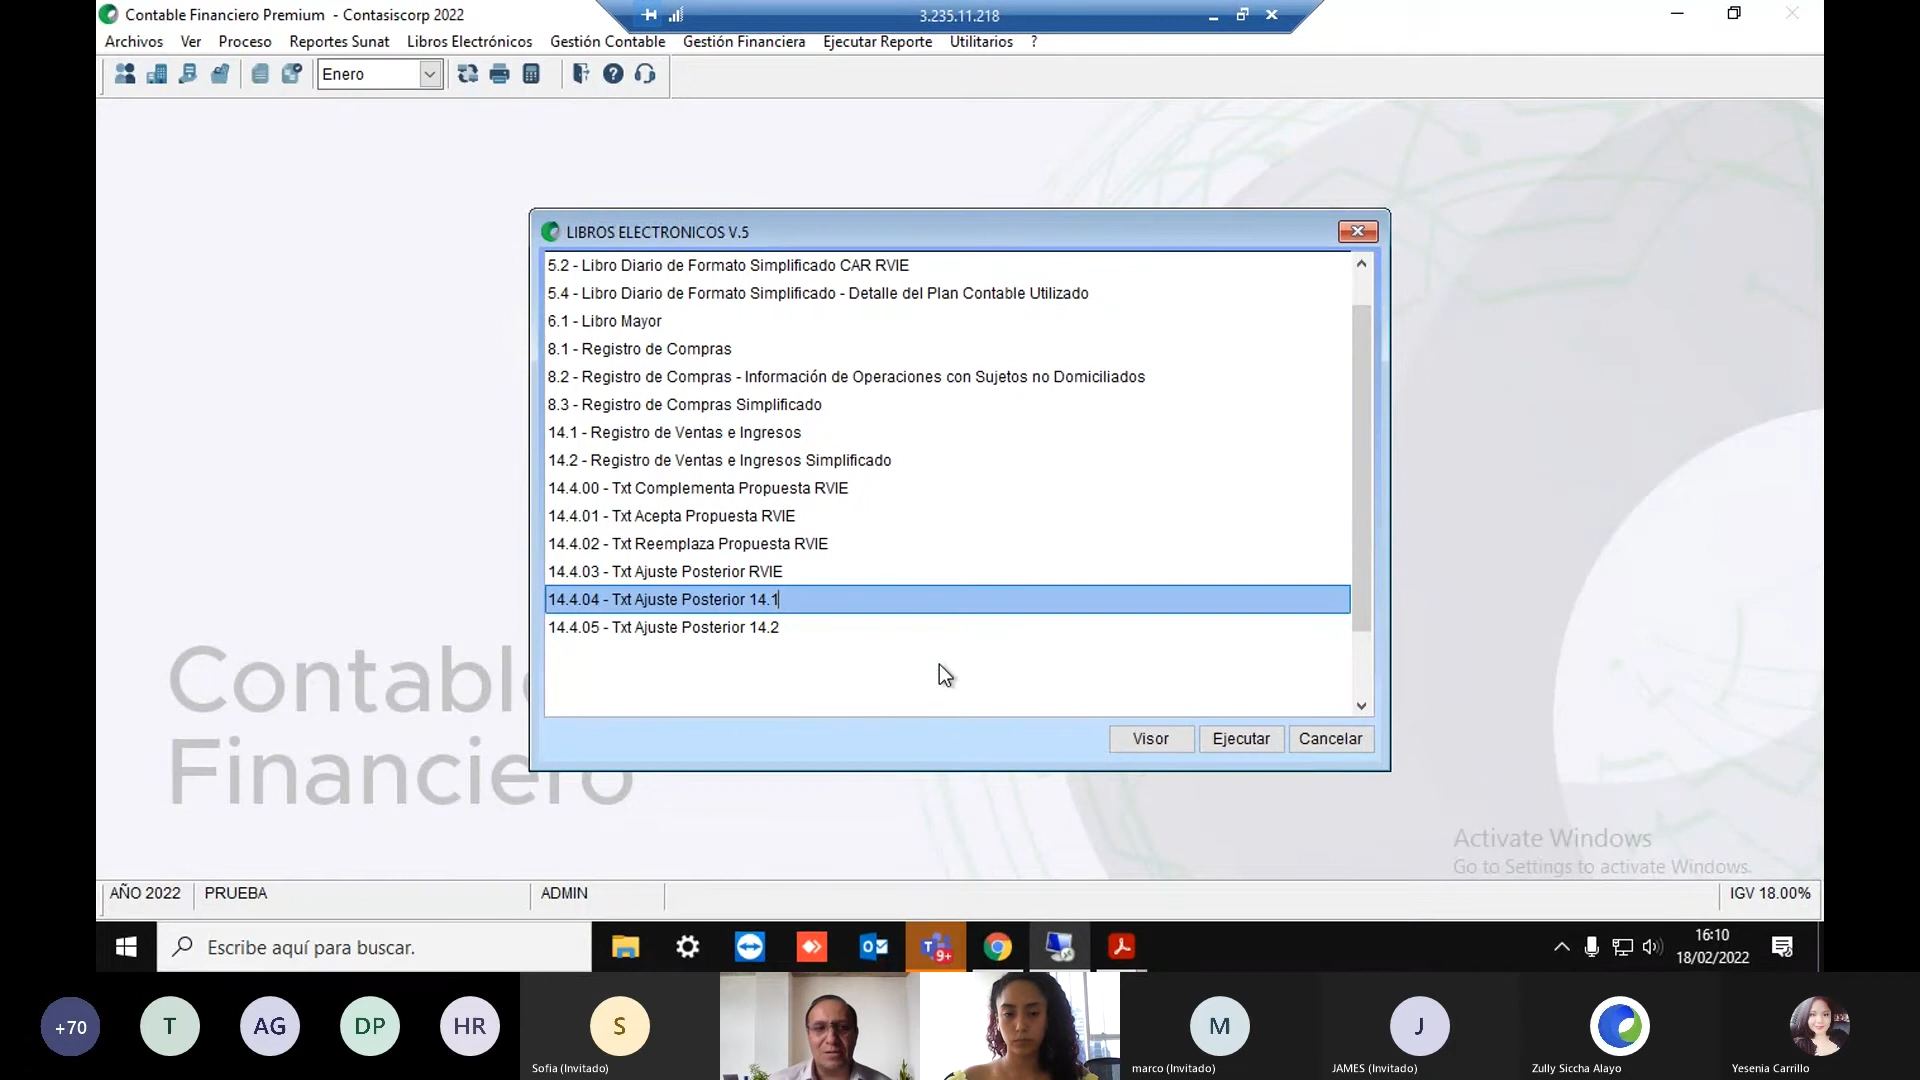 Contable Financiero Premium - Contasiscorp 2022
3.235.11.218
Archivos Ver Proceso Reportes Sunat Libros Electrónicos Gestión Contable Gestión Financiera Ejecutar Reporte Utilitarios ?
Enero
LIBROS ELECTRONICOS V.5
5.2 - Libro Diario de Formato Simplificado CAR RVIE
5.4 - Libro Diario de Formato Simplificado - Detalle del Plan Contable Utilizado
6.1 - Libro Mayor
8.1 - Registro de Compras
8.2 - Registro de Compras - Información de Operaciones con Sujetos no Domiciliados
8.3 - Registro de Compras Simplificado
14.1 - Registro de Ventas e Ingresos
14.2 - Registro de Ventas e Ingresos Simplificado
14.4.00 - Txt Complementa Propuesta RVIE
14.4.01 - Txt Acepta Propuesta RVIE
14.4.02 - Txt Reemplaza Propuesta RVIE
14.4.03 - Txt Ajuste Posterior RVIE
14.4.04 - Txt Ajuste Posterior 14.1
14.4.05 - Txt Ajuste Posterior 14.2
Visor Ejecutar Cancelar
Contable
Financiero
Activate Windows
Go to Settings to activate Windows.
AÑO 2022 PRUEBA ADMIN IGV 18.00%
Escribe aquí para buscar.
9+
16:10
18/02/2022
+70 T AG DP HR S M J
Sofia (Invitado) marco (Invitado) JAMES (Invitado) Zully Siccha Alayo Yesenia Carrillo